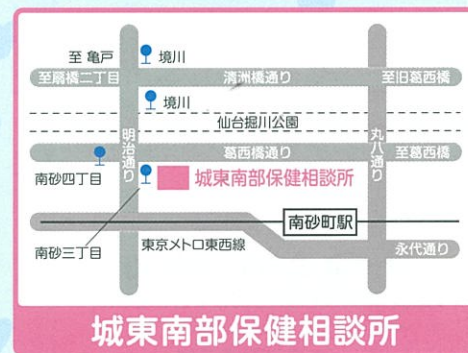 至 亀戸
境川
至扇橋二丁目
清洲橋通り
至旧葛西橋
境川
仙台堀川公園
明治通り
丸八通り
葛西橋通り
至葛西橋
南砂四丁目
城東南部保健相談所
南砂町駅
南砂三丁目
東京メトロ東西線
永代通り
城東南部保健相談所